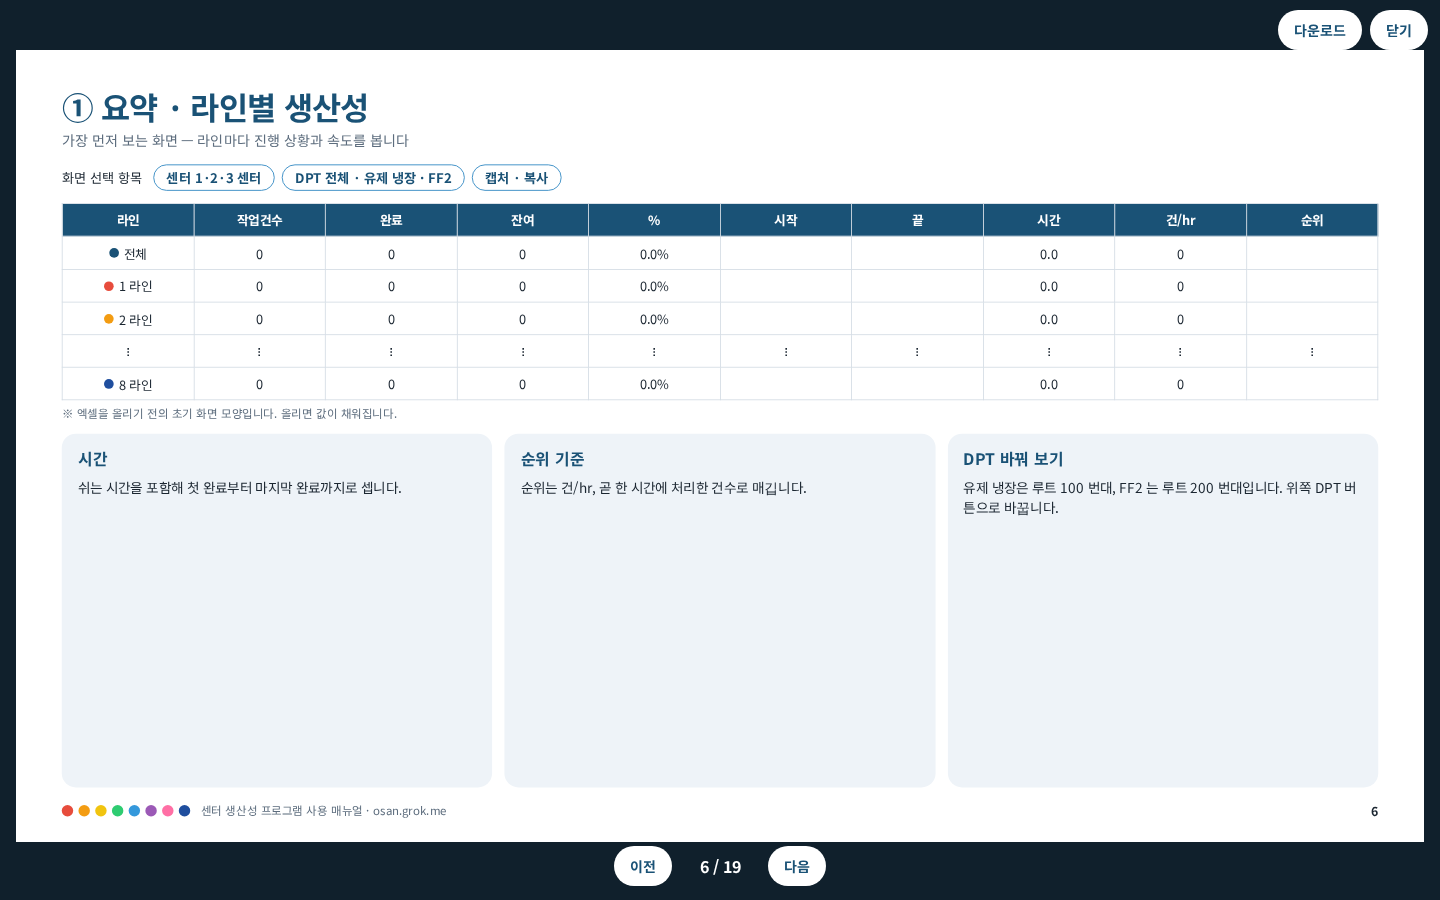 다운로드 닫기
① 요약 · 라인별 생산성
가장 먼저 보는 화면 — 라인마다 진행 상황과 속도를 봅니다
화면 선택 항목 센터 1·2·3 센터 DPT 전체 · 유제 냉장 · FF2 캡처 · 복사
라인 작업건수 완료 잔여 % 시작 끝 시간 건/hr 순위
전체 0 0 0 0.0% 0.0 0
1 라인 0 0 0 0.0% 0.0 0
2 라인 0 0 0 0.0% 0.0 0
⋮ ⋮ ⋮ ⋮ ⋮ ⋮ ⋮ ⋮ ⋮ ⋮
8 라인 0 0 0 0.0% 0.0 0
※ 엑셀을 올리기 전의 초기 화면 모양입니다. 올리면 값이 채워집니다.
시간
쉬는 시간을 포함해 첫 완료부터 마지막 완료까지로 셉니다.
순위 기준
순위는 건/hr, 곧 한 시간에 처리한 건수로 매깁니다.
DPT 바꿔 보기
유제 냉장은 루트 100 번대, FF2 는 루트 200 번대입니다. 위쪽 DPT 버
튼으로 바꿉니다.
센터 생산성 프로그램 사용 매뉴얼 · osan.grok.me 6
이전 6 / 19 다음